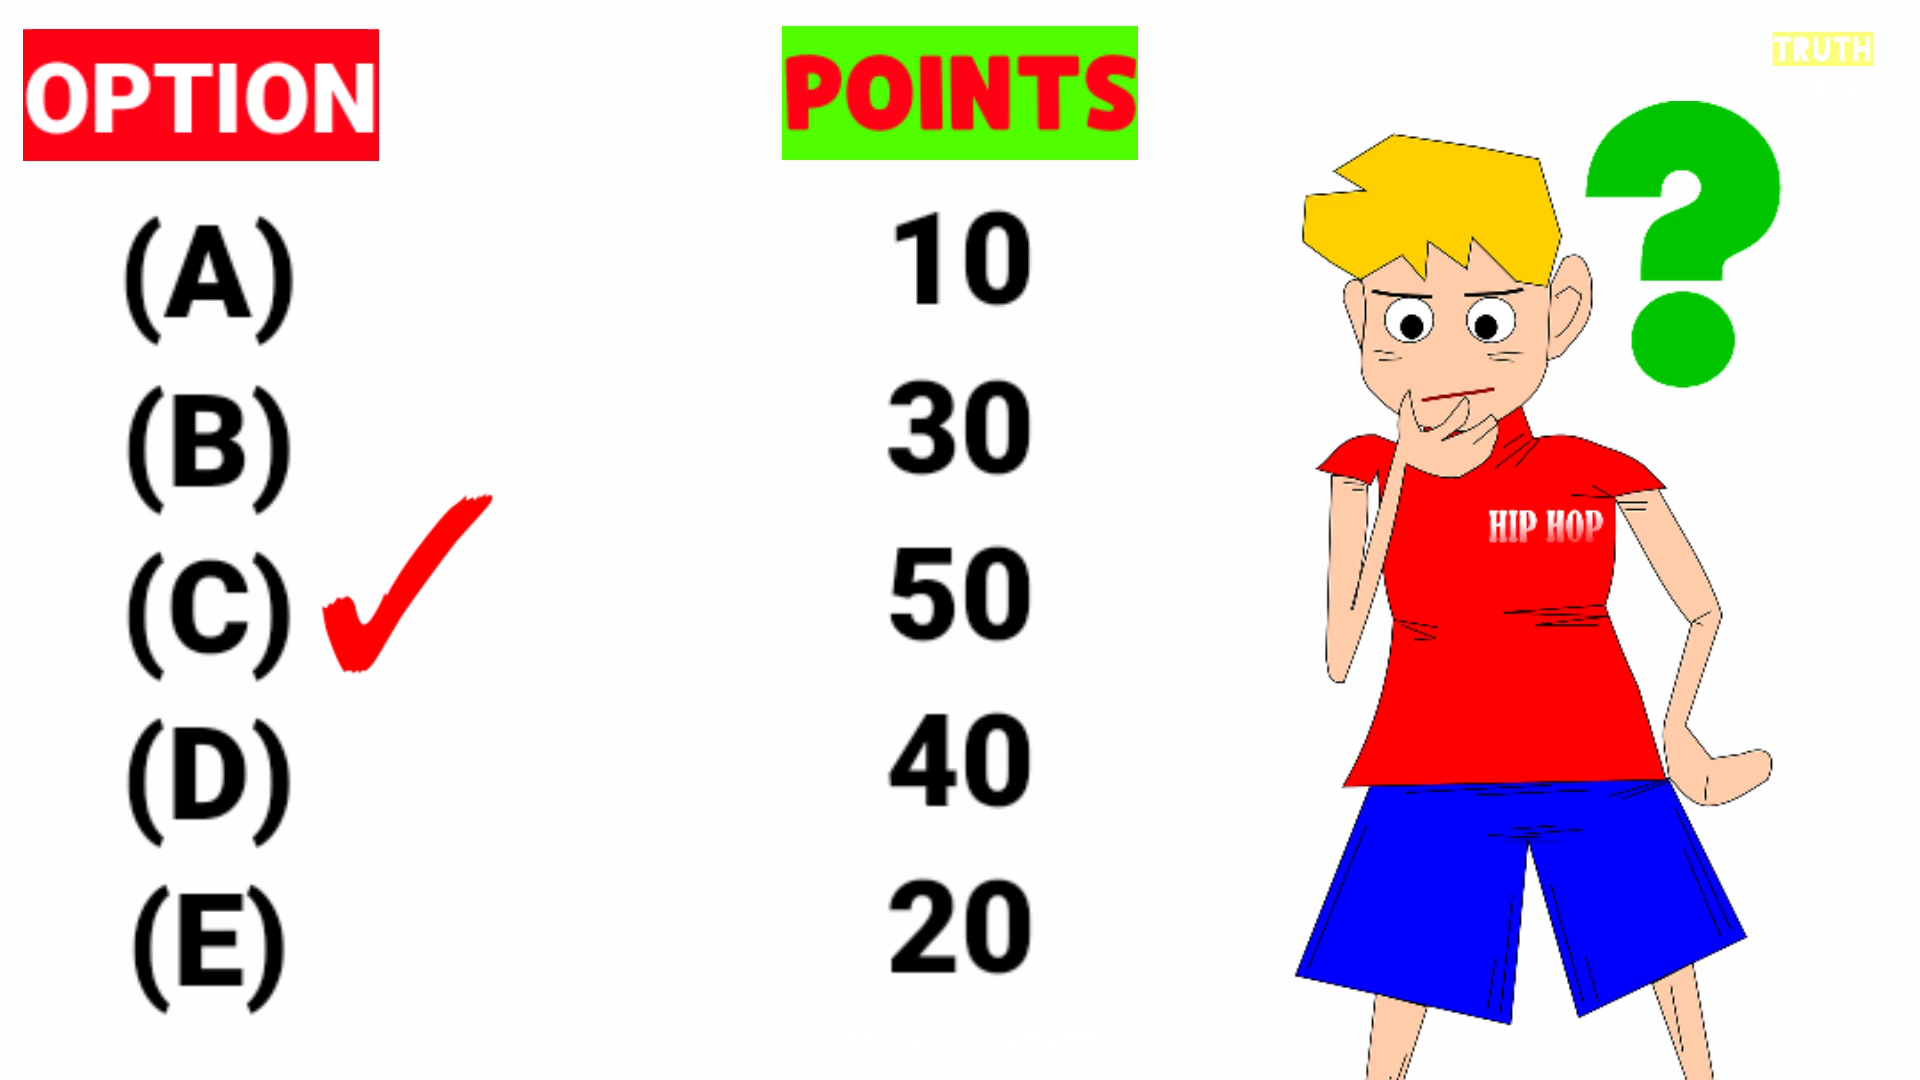 OPTION POINTS TRUTH
(A) 10
(B) 30
(C) 50
HIP HOP
(D) 40
(E) 20